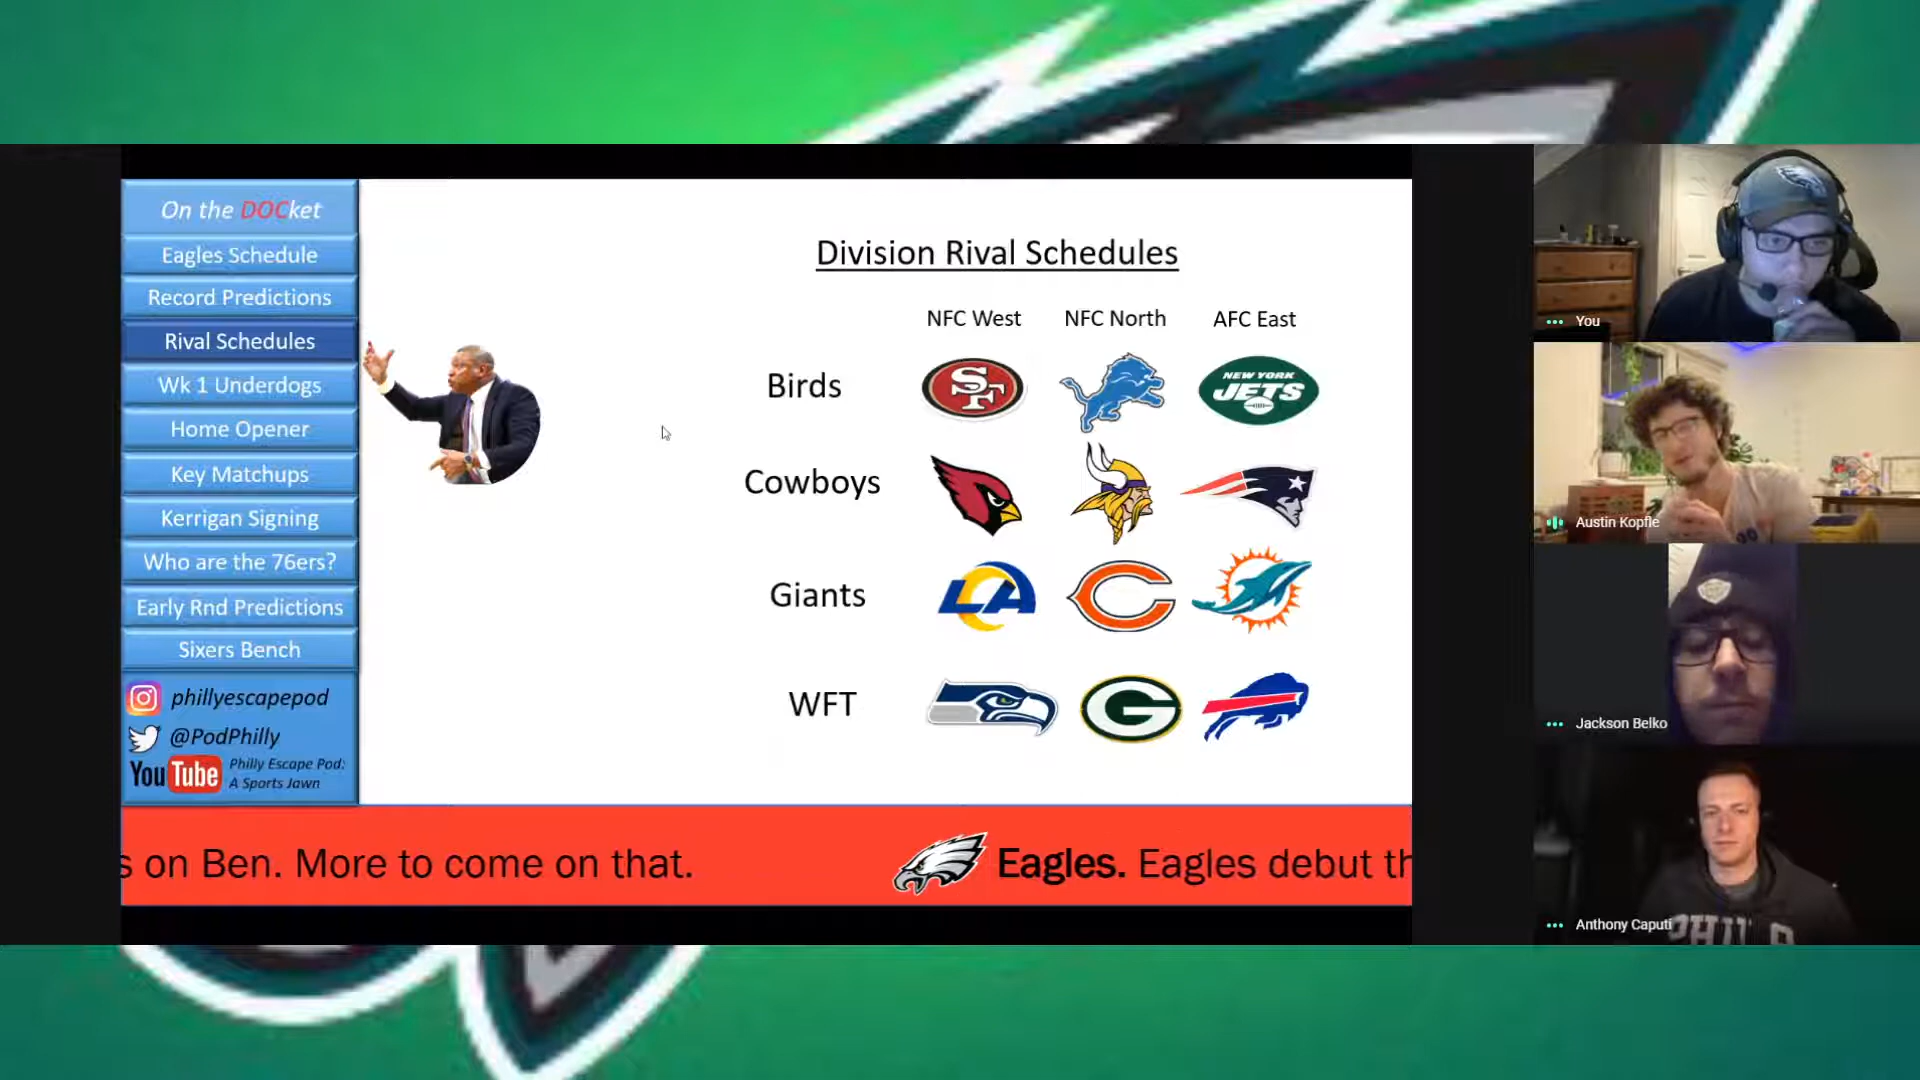 On the DOCket
Eagles Schedule
Record Predictions
Rival Schedules
Wk 1 Underdogs
Home Opener
Key Matchups
Kerrigan Signing
Who are the 76ers?
Early Rnd Predictions
Sixers Bench
phillyescapepod
@PodPhilly
YouTube
Philly Escape Pod:
A Sports Jawn
Division Rival Schedules
NFC West NFC North AFC East
Birds
SF
NEW YORK
JETS
Cowboys
Giants
LA
C
WFT
G
s on Ben. More to come on that.
Eagles. Eagles debut th
You
Austin Kopfle
Jackson Belko
Anthony Caputi